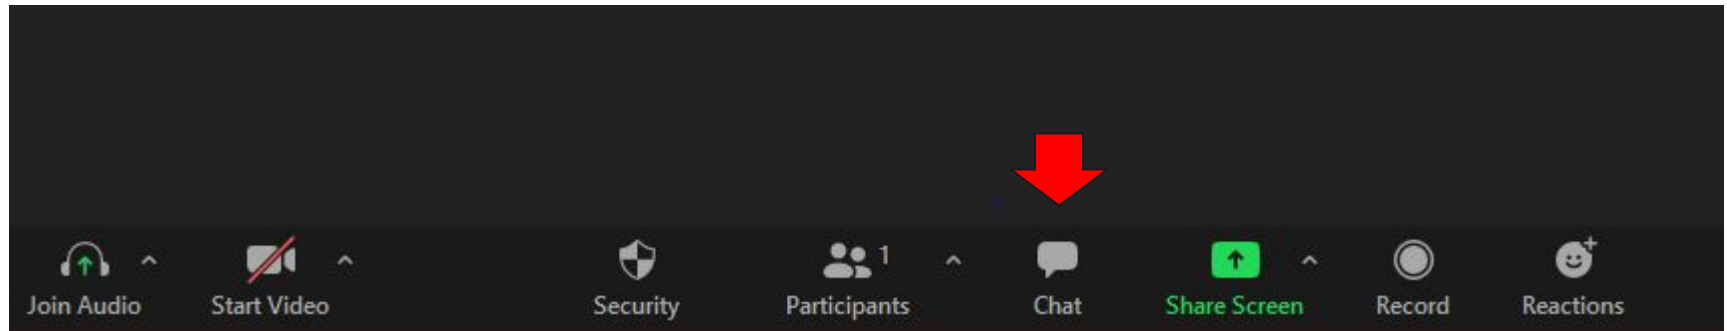 1
Join Audio
Start Video
Security
Participants
Chat
Share Screen
Record
Reactions